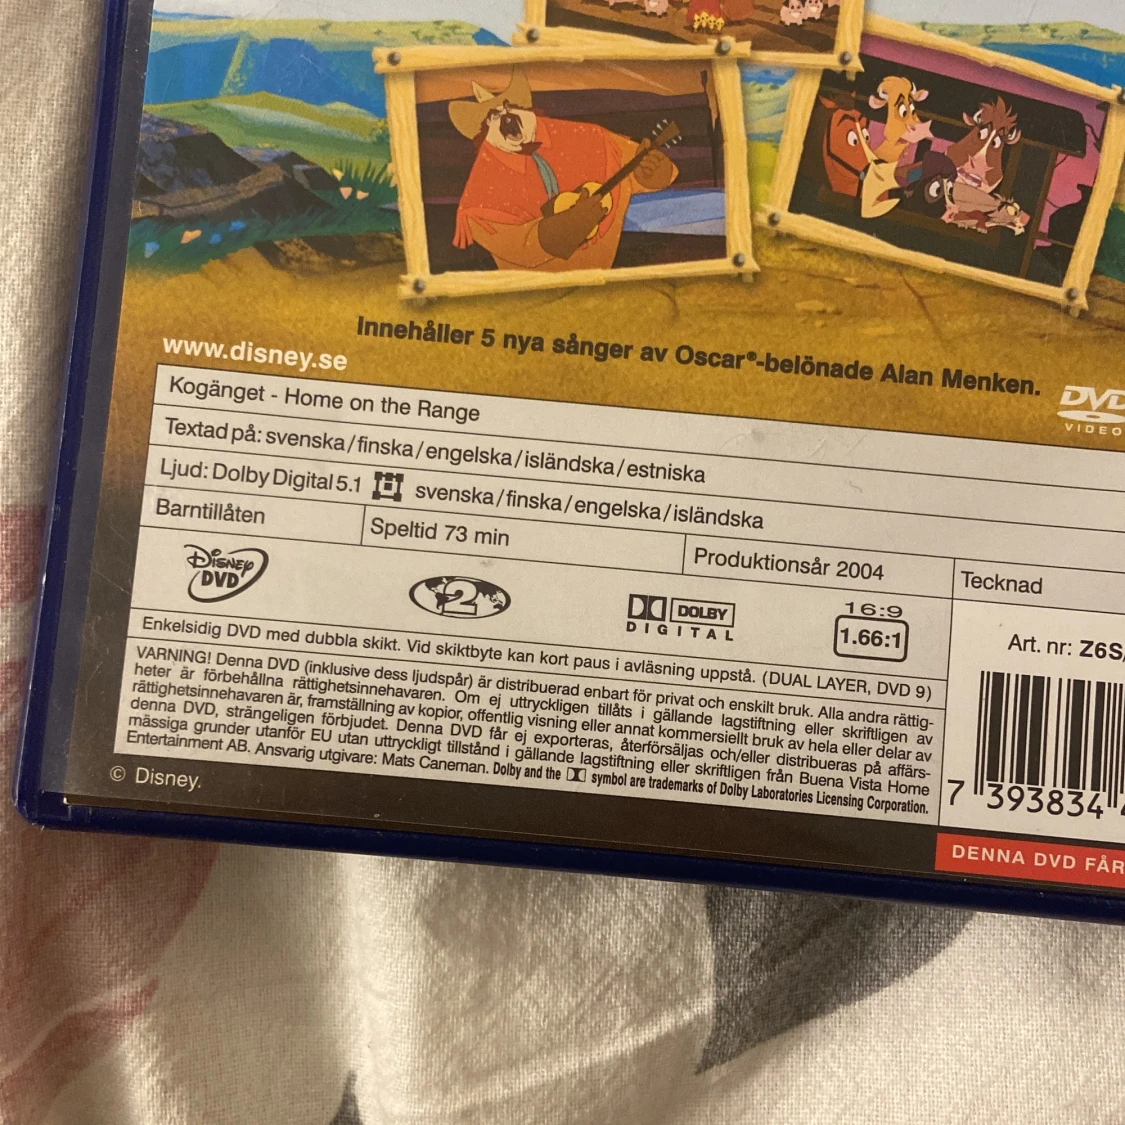 Innehåller 5 nya sånger av Oscar®-belönade Alan Menken.
www.disney.se
DVD
VIDEO
Kogänget - Home on the Range
Textad på: svenska/finska/engelska/isländska/estniska
Ljud: Dolby Digital 5.1 svenska/finska/engelska/isländska
Barntillåten
Speltid 73 min
Produktionsår 2004
Tecknad
DISNEY DVD
2
DOLBY
DIGITAL
16:9
1.66:1
Art. nr: Z6S
Enkelsidig DVD med dubbla skikt. Vid skiktbyte kan kort paus i avläsning uppstå. (DUAL LAYER, DVD 9)
VARNING! Denna DVD (inklusive dess ljudspår) är distribuerad enbart för privat och enskilt bruk. Alla andra rättig-
heter är förbehållna rättighetsinnehavaren. Om ej uttryckligen tillåts i gällande lagstiftning eller skriftligen av
rättighetsinnehavaren är, framställning av kopior, offentlig visning eller annat kommersiellt bruk av hela eller delar av
denna DVD, strängeligen förbjudet. Denna DVD får ej exporteras, återförsäljas och/eller distribueras på affärs-
mässiga grunder utanför EU utan uttryckligt tillstånd i gällande lagstiftning eller skriftligen från Buena Vista Home
Entertainment AB. Ansvarig utgivare: Mats Caneman. Dolby and the symbol are trademarks of Dolby Laboratories Licensing Corporation.
7 393834
© Disney.
DENNA DVD FÅR